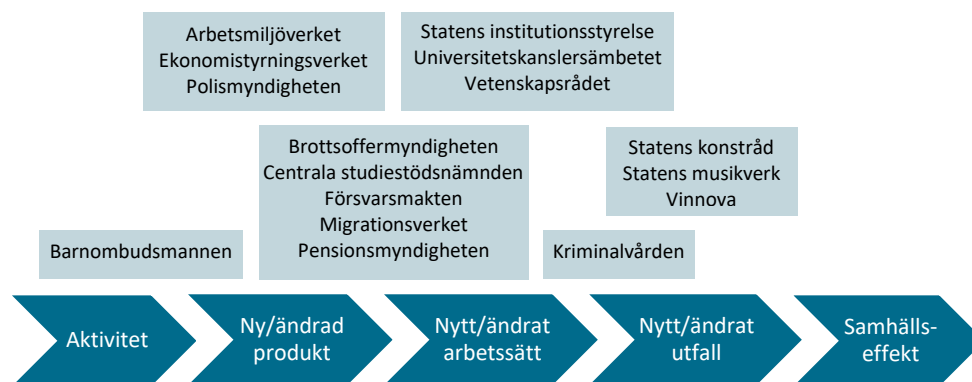 Arbetsmiljöverket
Ekonomistyrningsverket
Polismyndigheten
Statens institutionsstyrelse
Universitetskanslersämbetet
Vetenskapsrådet
Brottsoffermyndigheten
Centrala studiestödsnämnden
Försvarsmakten
Migrationsverket
Pensionsmyndigheten
Statens konstråd
Statens musikverk
Vinnova
Barnombudsmannen
Kriminalvården
Aktivitet
Ny/ändrad
produkt
Nytt/ändrat
arbetssätt
Nytt/ändrat
utfall
Samhälls-
effekt